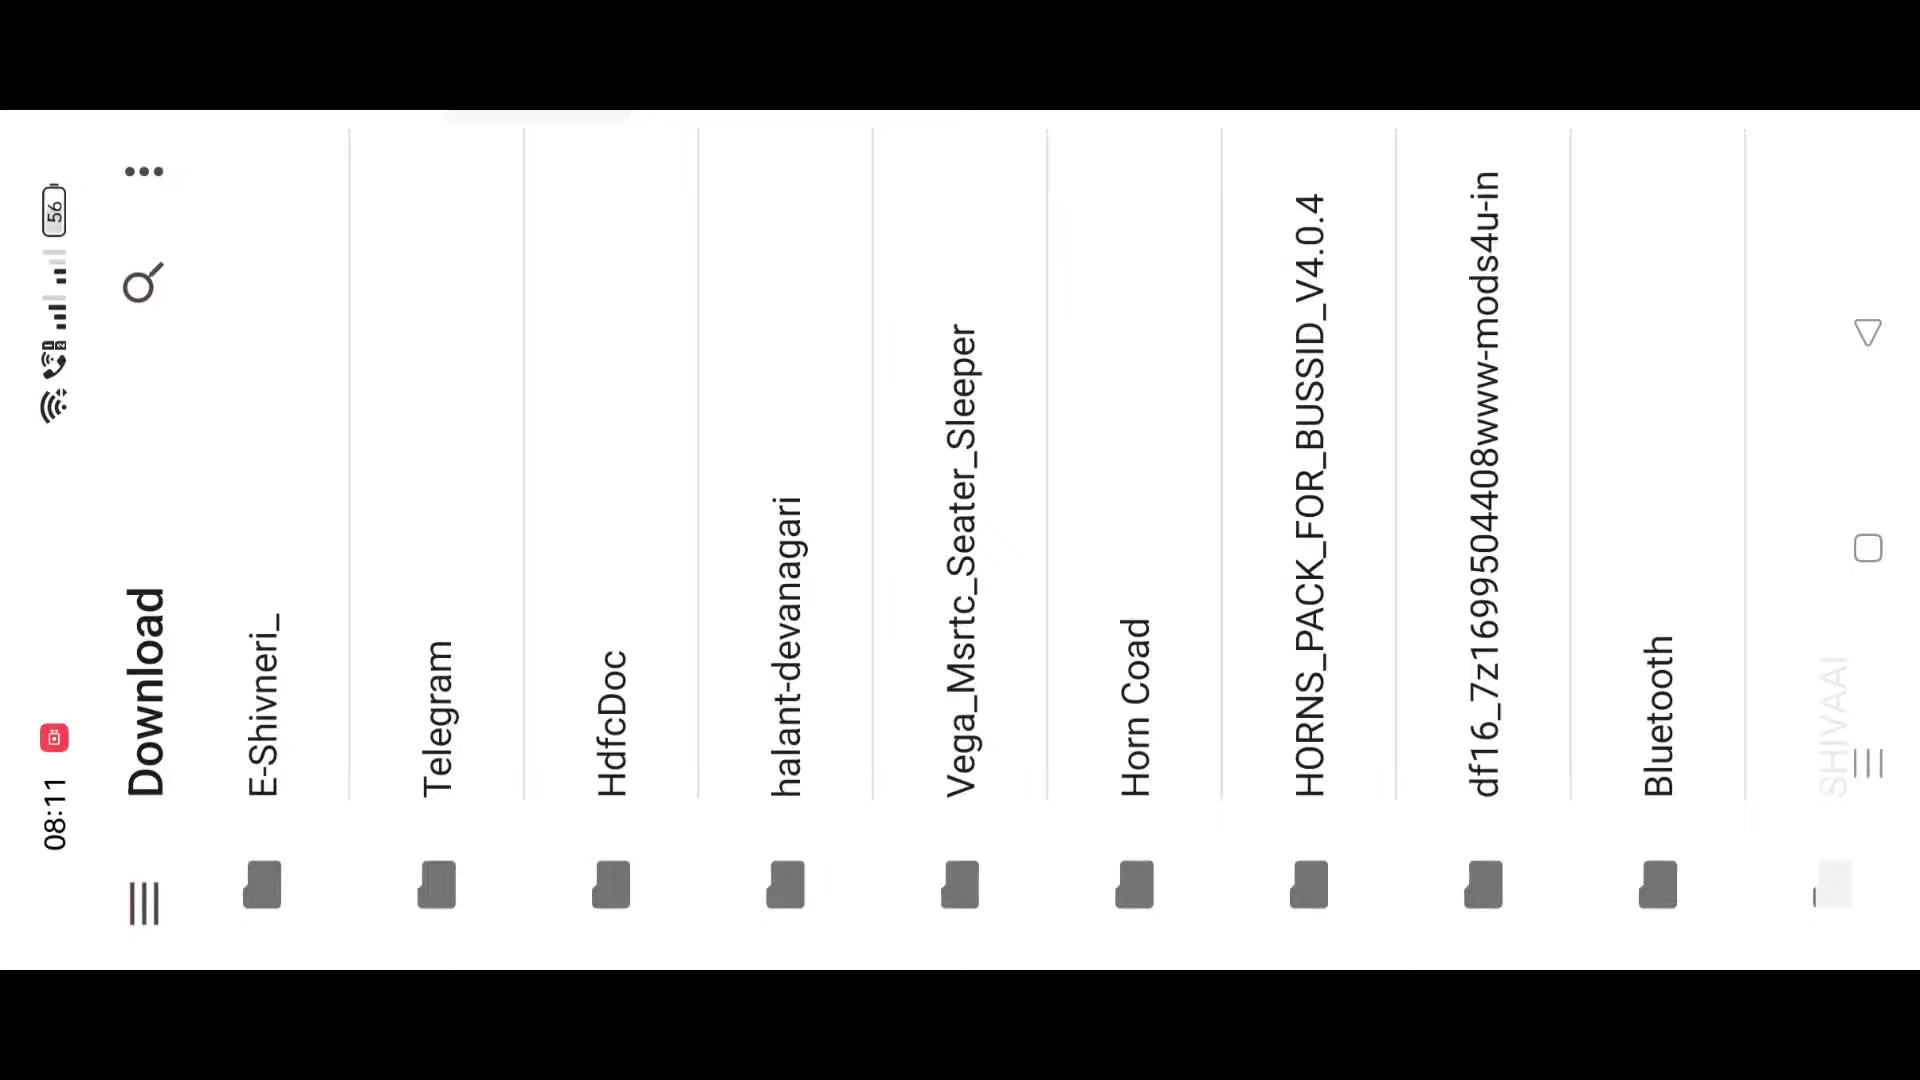 08:11
56
Download
E-Shivneri_
Telegram
HdfcDoc
halant-devanagari
Vega_Msrtc_Seater_Sleeper
Horn Coad
HORNS_PACK_FOR_BUSSID_V4.0.4
df16_7z1699504408www-mods4u-in
Bluetooth
SHIVAAI